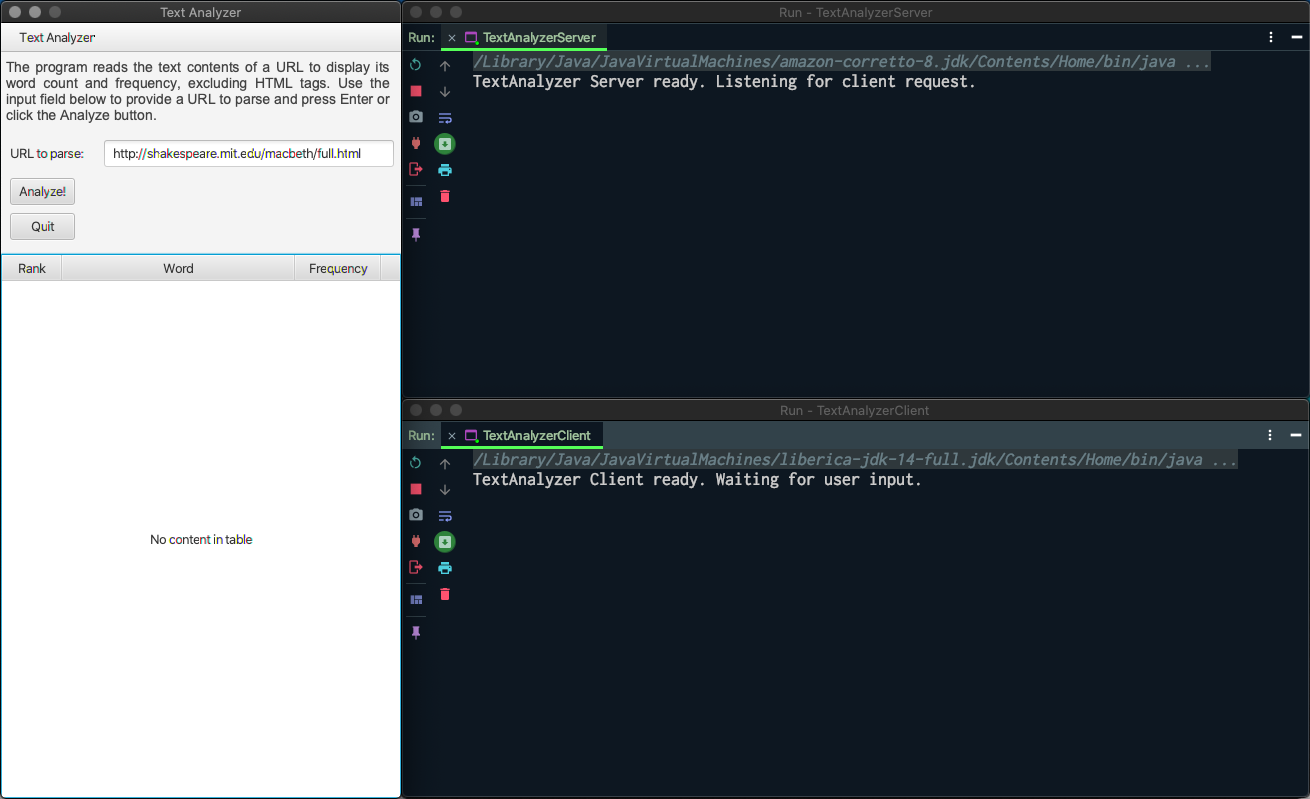 Text Analyzer
Text Analyzer
The program reads the text contents of a URL to display its
word count and frequency, excluding HTML tags. Use the
input field below to provide a URL to parse and press Enter or
click the Analyze button.
URL to parse:
http://shakespeare.mit.edu/macbeth/full.html
Analyze!
Quit
Rank
Word
Frequency
No content in table
Run - TextAnalyzerServer
Run:
TextAnalyzerServer
/Library/Java/JavaVirtualMachines/amazon-corretto-8.jdk/Contents/Home/bin/java ...
TextAnalyzer Server ready. Listening for client request.
Run - TextAnalyzerClient
Run:
TextAnalyzerClient
/Library/Java/JavaVirtualMachines/liberica-jdk-14-full.jdk/Contents/Home/bin/java ...
TextAnalyzer Client ready. Waiting for user input.